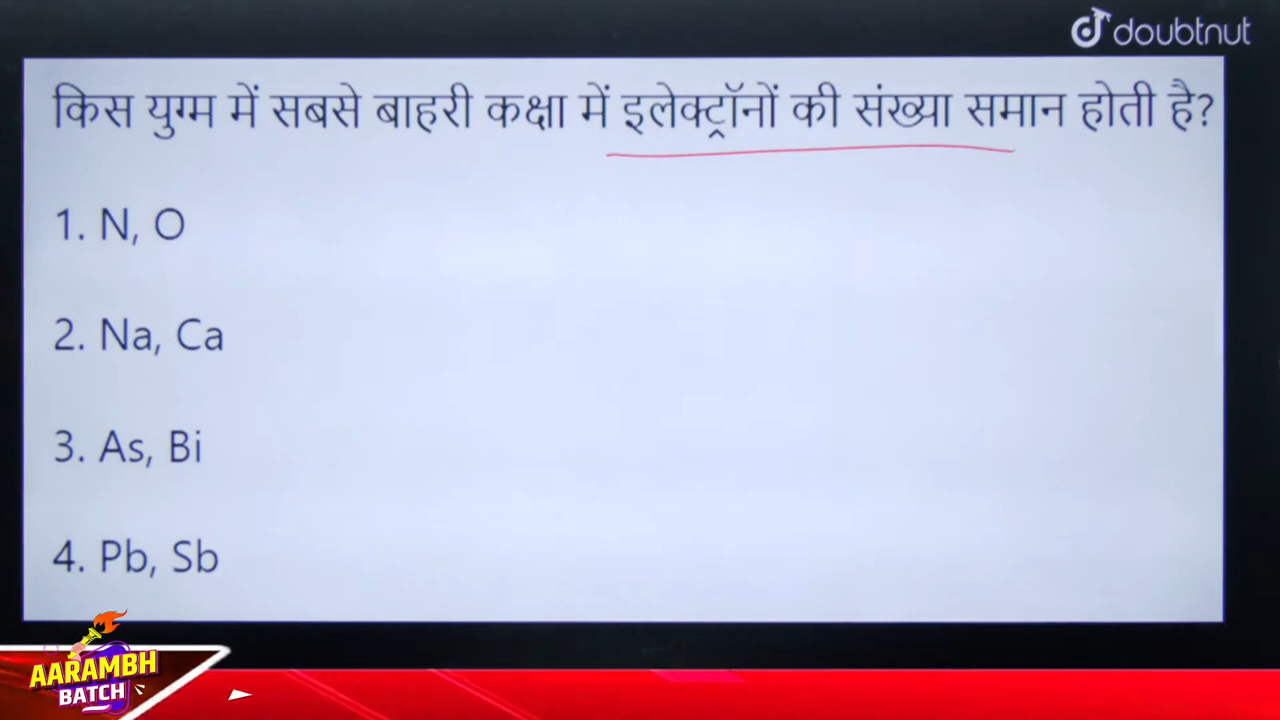 doubtnut
किस युग्म में सबसे बाहरी कक्षा में इलेक्ट्रॉनों की संख्या समान होती है?
1. N, O
2. Na, Ca
3. As, Bi
4. Pb, Sb
AARAMBH
BATCH